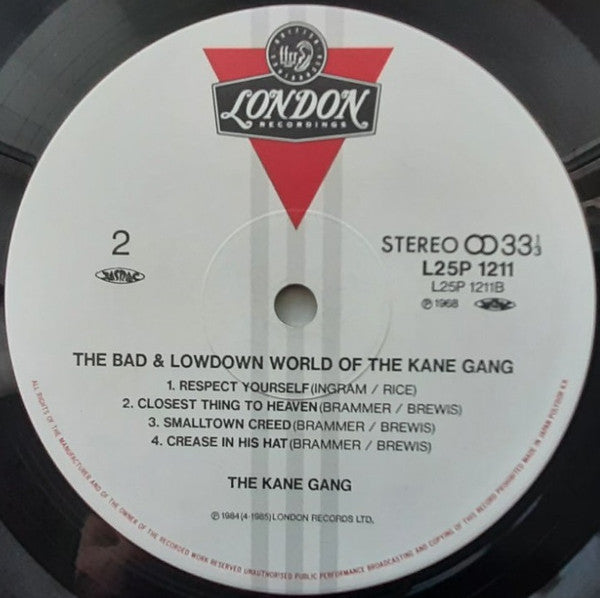 LONDON
RECORDINGS
2
STEREO 33⅓
L25P 1211
L25P 1211B
℗ 1968
THE BAD & LOWDOWN WORLD OF THE KANE GANG
1. RESPECT YOURSELF (INGRAM / RICE)
2. CLOSEST THING TO HEAVEN (BRAMMER / BREWIS)
3. SMALLTOWN CREED (BRAMMER / BREWIS)
4. CREASE IN HIS HAT (BRAMMER / BREWIS)
THE KANE GANG
℗ 1984 (4·1985) LONDON RECORDS LTD,
ALL RIGHTS OF THE MANUFACTURER AND OF THE OWNER OF THE RECORDED WORK RESERVED UNAUTHORISED PUBLIC PERFORMANCE BROADCASTING AND COPYING OF THIS RECORD PROHIBITED MADE IN JAPAN POLYDOR K.K